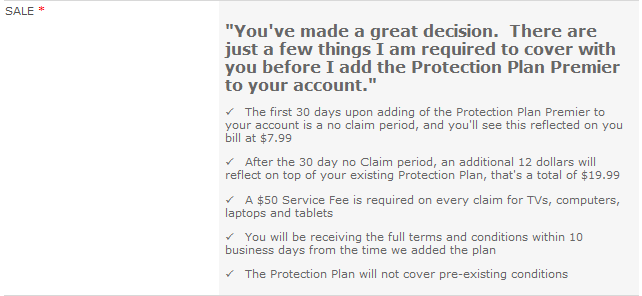 SALE *
"You've made a great decision.  There are
just a few things I am required to cover with
you before I add the Protection Plan Premier
to your account."
✓ The first 30 days upon adding of the Protection Plan Premier to
your account is a no claim period, and you'll see this reflected on you
bill at $7.99
✓ After the 30 day no Claim period, an additional 12 dollars will
reflect on top of your existing Protection Plan, that's a total of $19.99
✓ A $50 Service Fee is required on every claim for TVs, computers,
laptops and tablets
✓ You will be receiving the full terms and conditions within 10
business days from the time we added the plan
✓ The Protection Plan will not cover pre-existing conditions